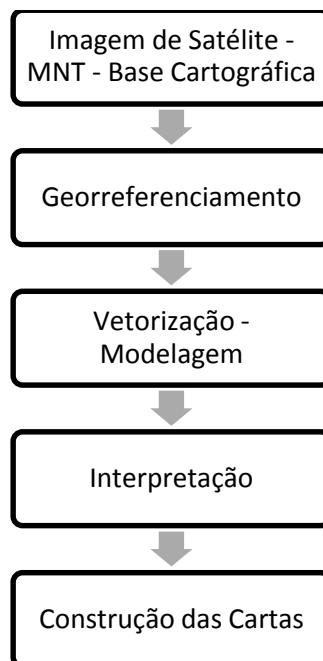 Imagem de Satélite -
MNT - Base Cartográfica
Georreferenciamento
Vetorização -
Modelagem
Interpretação
Construção das Cartas